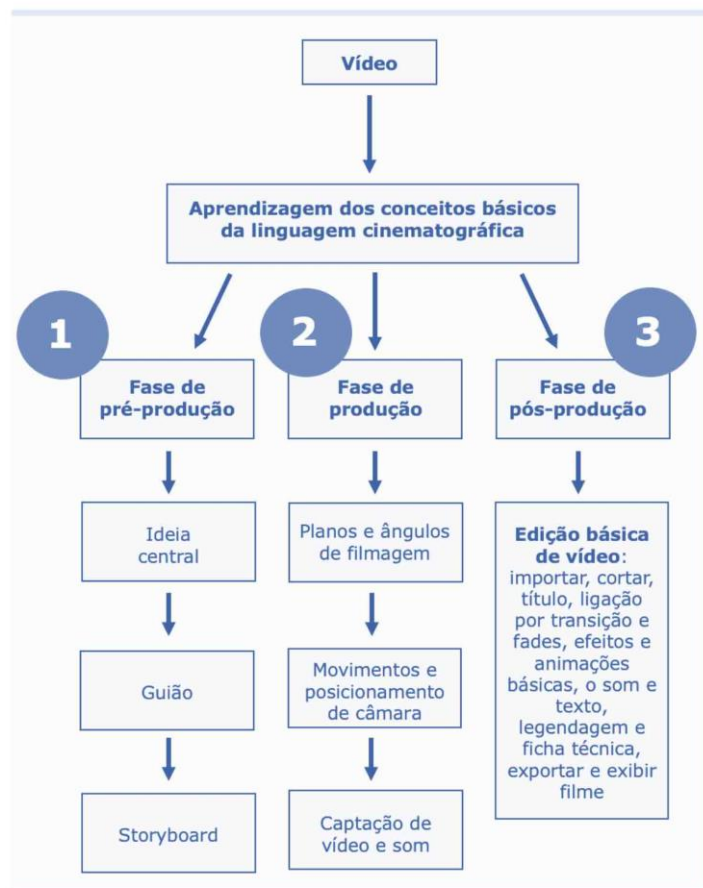 Vídeo
Aprendizagem dos conceitos básicos
da linguagem cinematográfica
1
Fase de
pré-produção
Ideia
central
Guião
Storyboard
2
Fase de
produção
Planos e ângulos
de filmagem
Movimentos e
posicionamento
de câmara
Captação de
vídeo e som
3
Fase de
pós-produção
Edição básica
de vídeo:
importar, cortar,
título, ligação
por transição e
fades, efeitos e
animações
básicas, o som e
texto,
legendagem e
ficha técnica,
exportar e exibir
filme